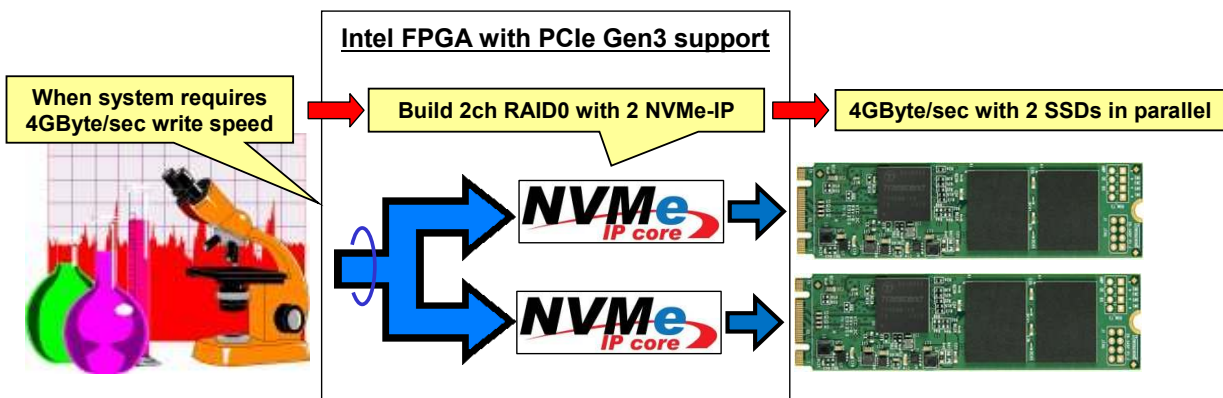 Intel FPGA with PCIe Gen3 support
When system requires
4GByte/sec write speed
Build 2ch RAID0 with 2 NVMe-IP
4GByte/sec with 2 SSDs in parallel
NVMe
IP core
NVMe
IP core